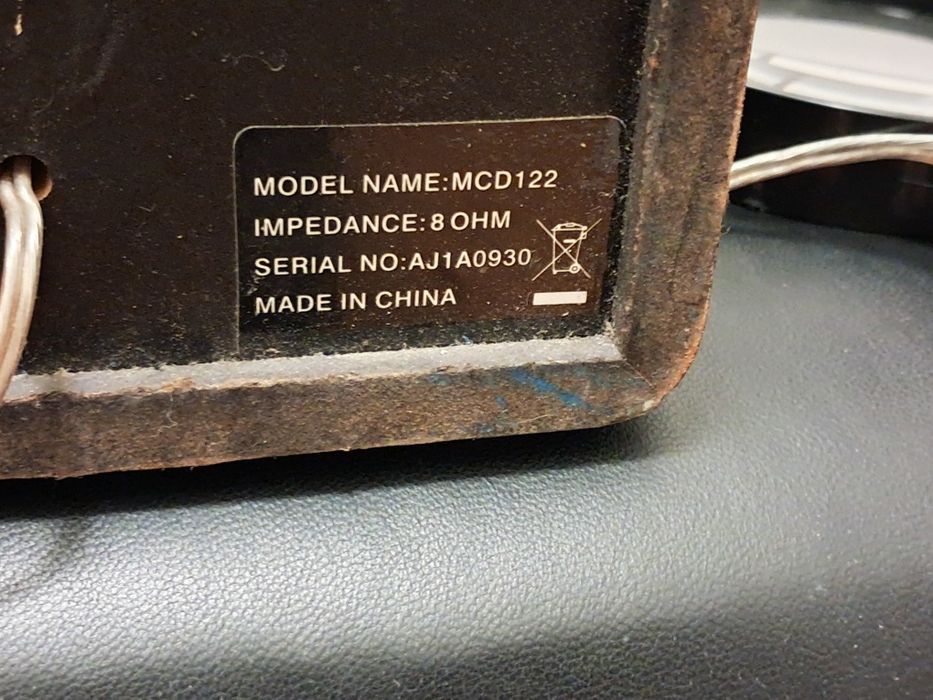 MODEL NAME:MCD122
IMPEDANCE:8 OHM
SERIAL NO:AJ1A0930
MADE IN CHINA